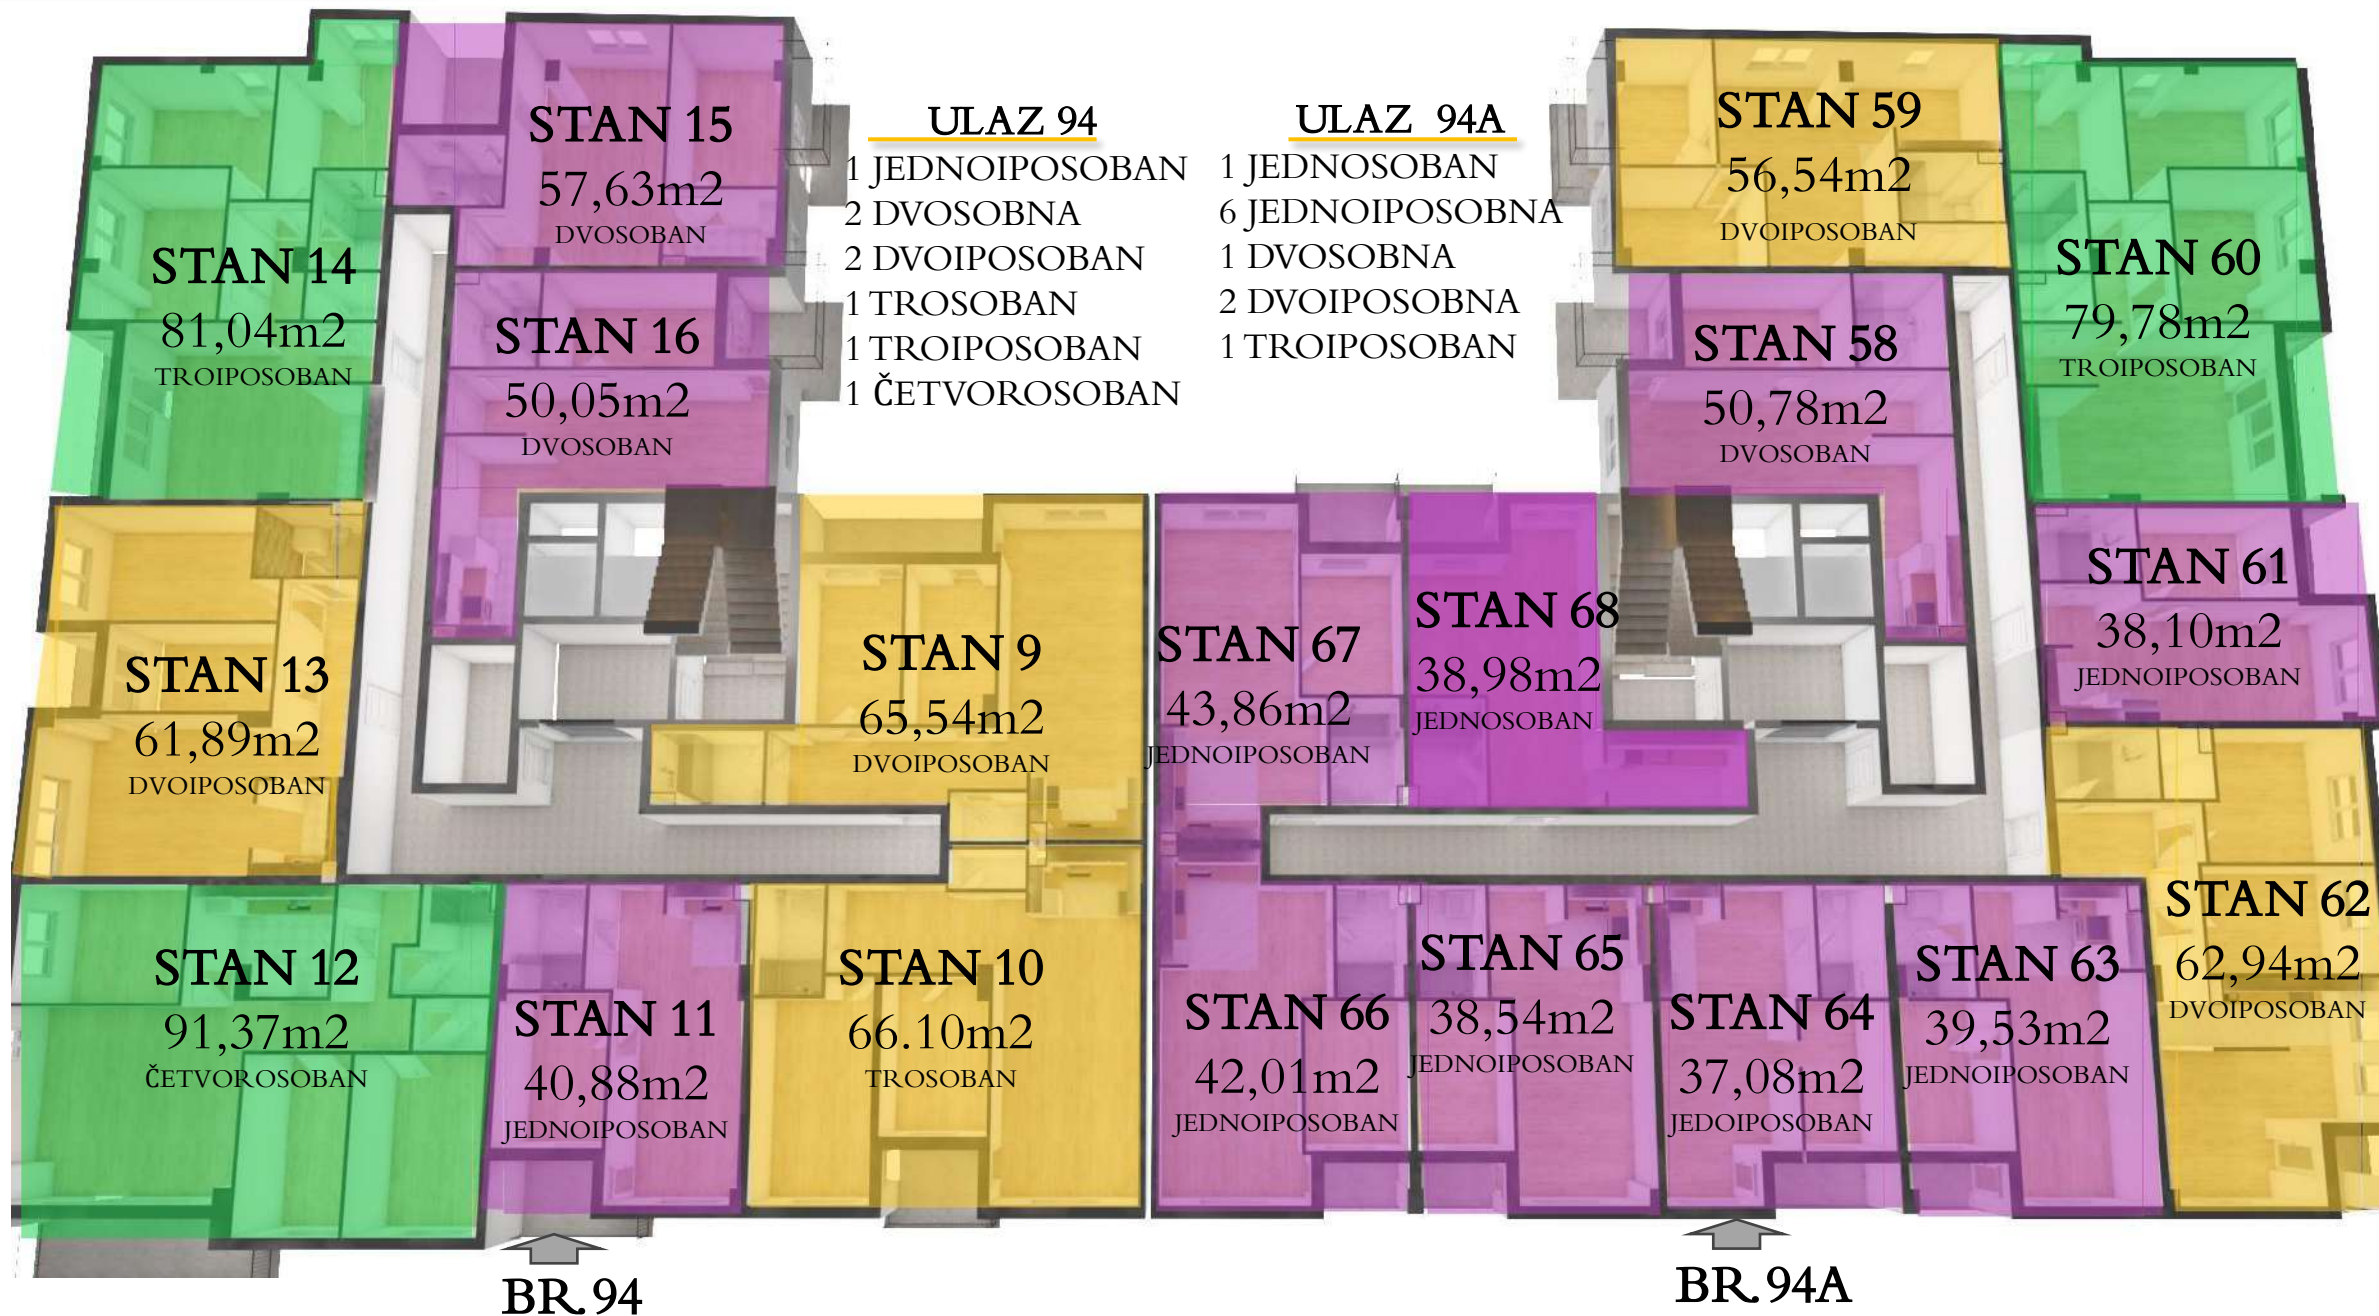 STAN 15
57,63m2
DVOSOBAN
STAN 14
81,04m2
TROIPOSOBAN
STAN 16
50,05m2
DVOSOBAN
ULAZ 94
1 JEDNOIPOSOBAN
2 DVOSOBNA
2 DVOIPOSOBAN
1 TROSOBAN
1 TROIPOSOBAN
1 ČETVOROSOBAN
ULAZ 94A
1 JEDNOSOBAN
6 JEDNOIPOSOBNA
1 DVOSOBNA
2 DVOIPOSOBNA
1 TROIPOSOBAN
STAN 59
56,54m2
DVOIPOSOBAN
STAN 60
79,78m2
TROIPOSOBAN
STAN 58
50,78m2
DVOSOBAN
STAN 13
61,89m2
DVOIPOSOBAN
STAN 9
65,54m2
DVOIPOSOBAN
STAN 67
43,86m2
JEDNOIPOSOBAN
STAN 68
38,98m2
JEDNOSOBAN
STAN 61
38,10m2
JEDNOIPOSOBAN
STAN 12
91,37m2
ČETVOROSOBAN
STAN 11
40,88m2
JEDNOIPOSOBAN
STAN 10
66.10m2
TROSOBAN
STAN 66
42,01m2
JEDNOIPOSOBAN
STAN 65
38,54m2
JEDNOIPOSOBAN
STAN 64
37,08m2
JEDOIPOSOBAN
STAN 63
39,53m2
JEDNOIPOSOBAN
STAN 62
62,94m2
DVOIPOSOBAN
BR.94
BR.94A